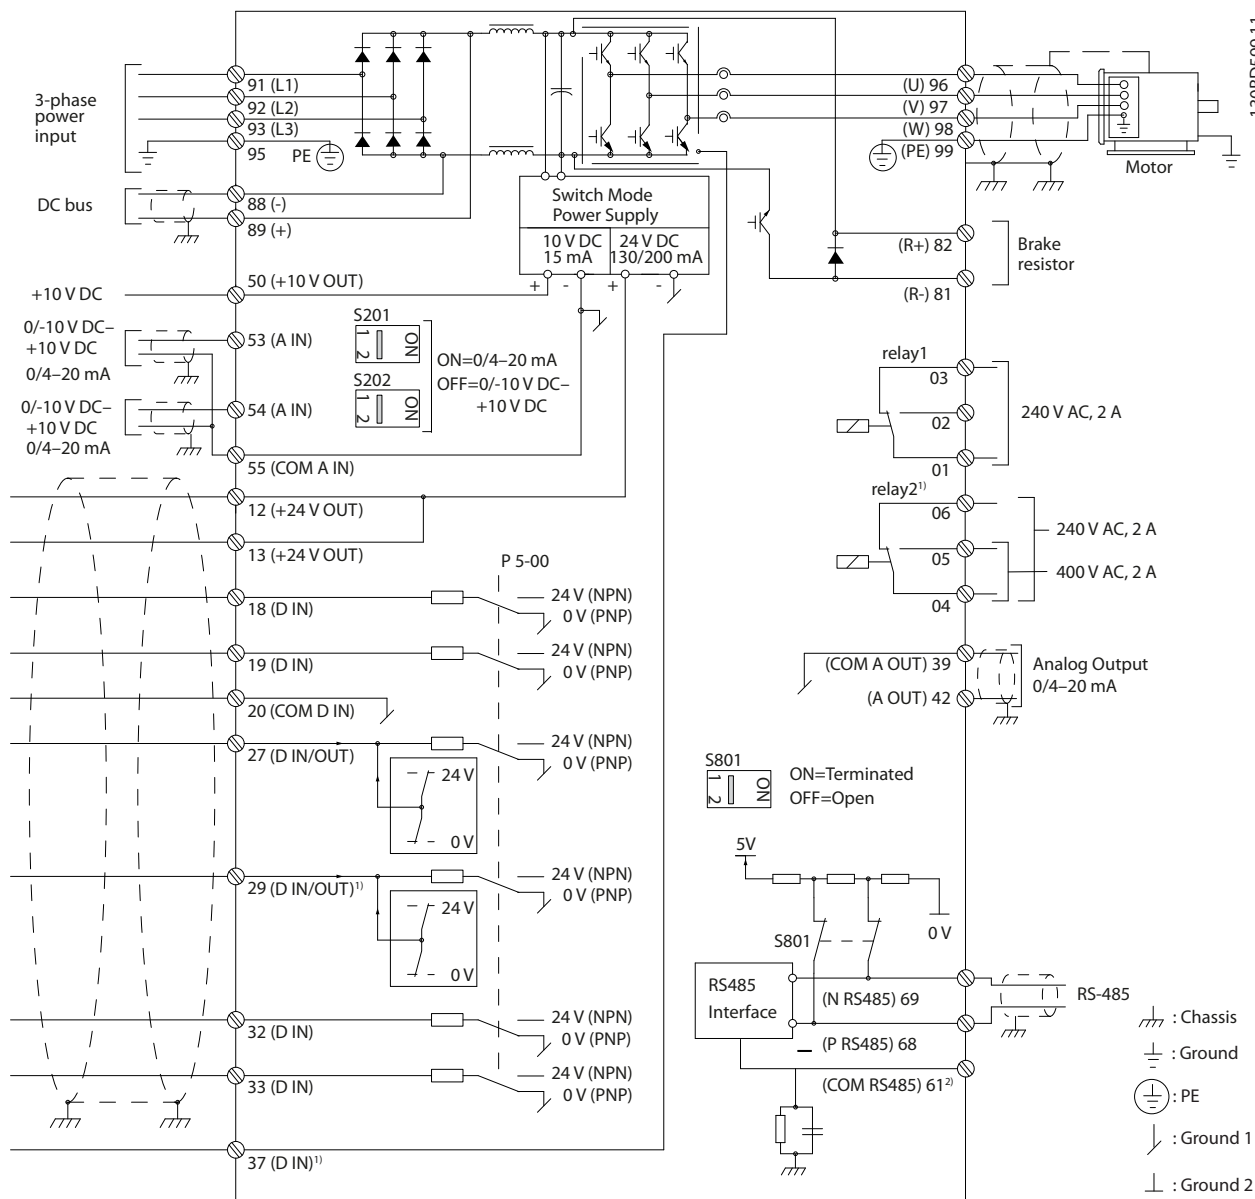 130BD599.11
3-phase
power
input
91 (L1)
92 (L2)
93 (L3)
95
PE
(U) 96
(V) 97
(W) 98
(PE) 99
Motor
DC bus
88 (-)
89 (+)
Switch Mode
Power Supply
10 V DC
15 mA
24 V DC
130/200 mA
+ - + -
(R+) 82
(R-) 81
Brake
resistor
+10 V DC
50 (+10 V OUT)
0/-10 V DC–
+10 V DC
0/4–20 mA
53 (A IN)
0/-10 V DC–
+10 V DC
0/4–20 mA
54 (A IN)
55 (COM A IN)
S201
1 2
ON
S202
1 2
ON
ON=0/4–20 mA
OFF=0/-10 V DC–
+10 V DC
relay1
03
02
01
240 V AC, 2 A
relay2¹⁾
06
05
04
240 V AC, 2 A
400 V AC, 2 A
12 (+24 V OUT)
13 (+24 V OUT)
P 5-00
18 (D IN)
24 V (NPN)
0 V (PNP)
19 (D IN)
24 V (NPN)
0 V (PNP)
20 (COM D IN)
27 (D IN/OUT)
24 V (NPN)
0 V (PNP)
24 V
0 V
29 (D IN/OUT)¹⁾
24 V (NPN)
0 V (PNP)
24 V
0 V
32 (D IN)
24 V (NPN)
0 V (PNP)
33 (D IN)
24 V (NPN)
0 V (PNP)
37 (D IN)¹⁾
(COM A OUT) 39
(A OUT) 42
Analog Output
0/4–20 mA
S801
1 2
ON
ON=Terminated
OFF=Open
5V
0 V
S801
RS485
Interface
(N RS485) 69
(P RS485) 68
(COM RS485) 61²⁾
RS-485
: Chassis
: Ground
: PE
: Ground 1
: Ground 2